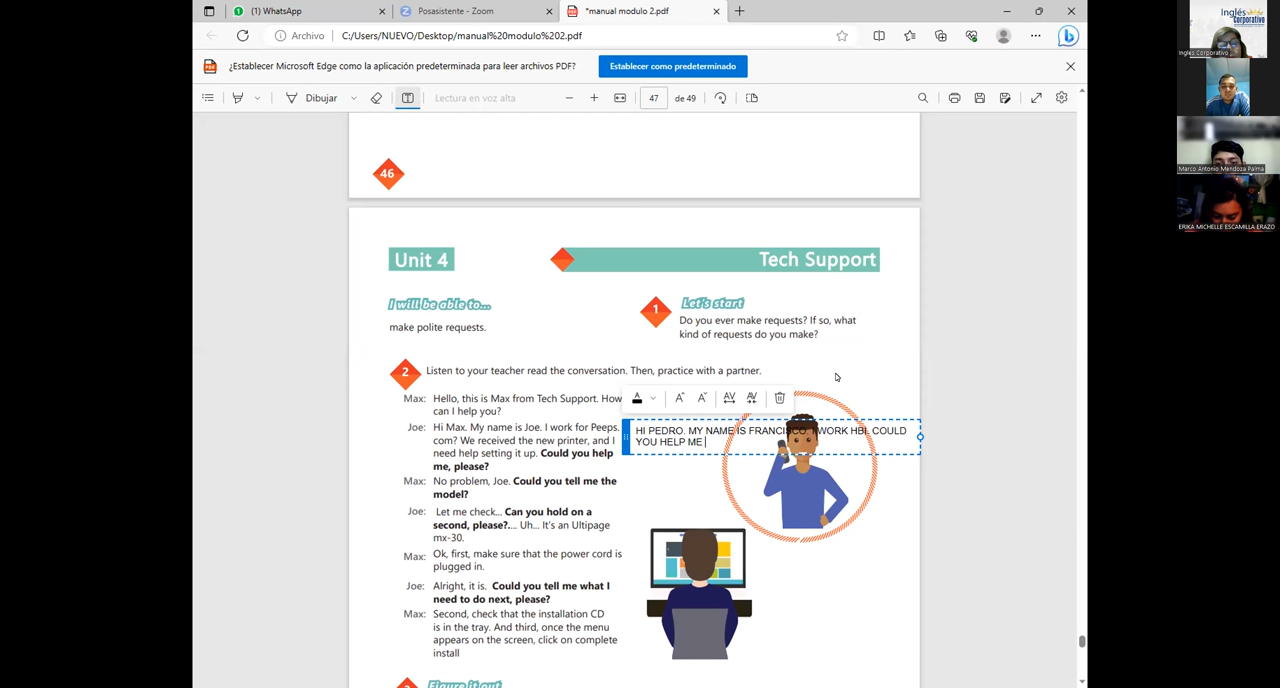 (1) WhatsApp
Posasistente - Zoom
*manual modulo 2.pdf
Archivo
C:/Users/NUEVO/Desktop/manual%20modulo%202.pdf
¿Establecer Microsoft Edge como la aplicación predeterminada para leer archivos PDF?
Establecer como predeterminado
Dibujar
Lectura en voz alta
47
de 49
46
Unit 4
Tech Support
I will be able to...
make polite requests.
1
Let's start
Do you ever make requests? If so, what
kind of requests do you make?
2
Listen to your teacher read the conversation. Then, practice with a partner.
Max: Hello, this is Max from Tech Support. How
can I help you?
Joe: Hi Max. My name is Joe. I work for Peeps.
com? We received the new printer, and I
need help setting it up. Could you help
me, please?
Max: No problem, Joe. Could you tell me the
model?
Joe: Let me check... Can you hold on a
second, please?.... Uh... It's an Ultipage
mx-30.
Max: Ok, first, make sure that the power cord is
plugged in.
Joe: Alright, it is. Could you tell me what I
need to do next, please?
Max: Second, check that the installation CD
is in the tray. And third, once the menu
appears on the screen, click on complete
install
HI PEDRO. MY NAME IS FRANCISCO. I WORK HBI. COULD
YOU HELP ME
Figure it out
Inglés
Corporativo
Ingles Corporativo
Marco Antonio Mendoza Palma
ERIKA MICHELLE ESCAMILLA ERAZO